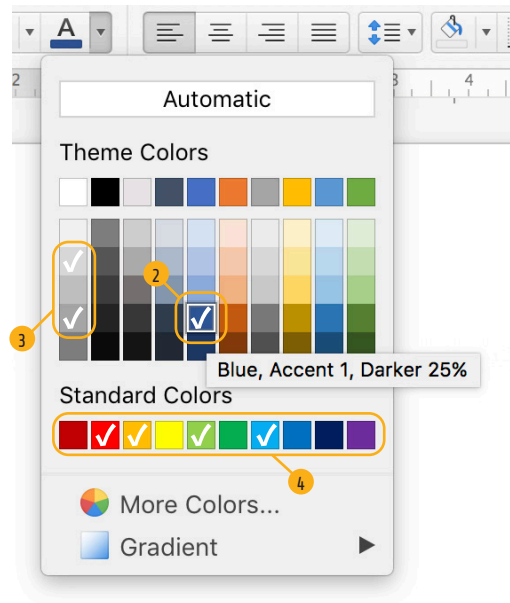 A
2
3
4
Automatic
Theme Colors
2
3
Blue, Accent 1, Darker 25%
Standard Colors
4
More Colors...
Gradient